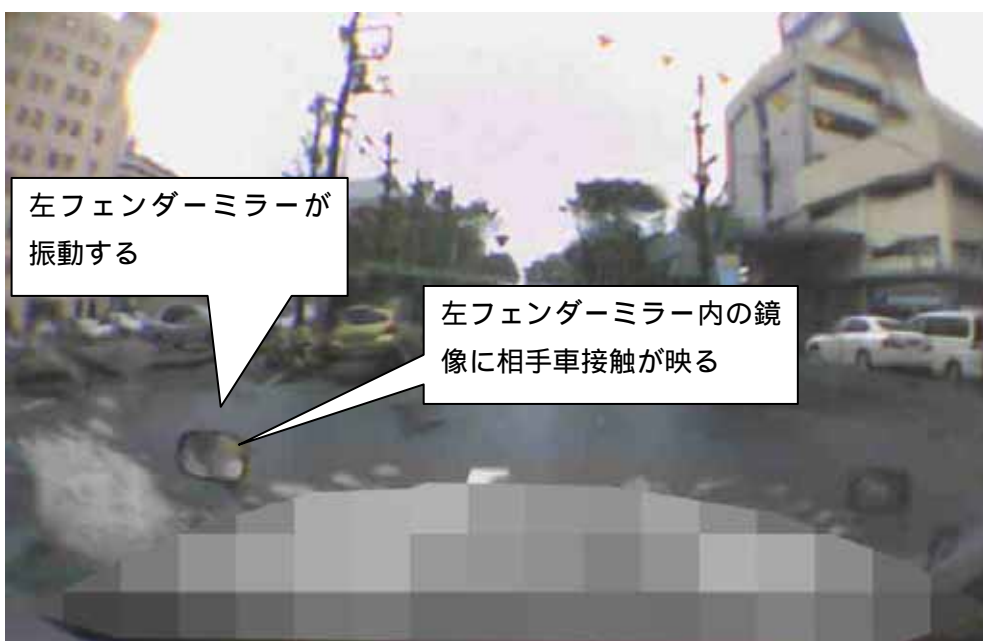 左フェンダーミラーが
振動する
左フェンダーミラー内の鏡
像に相手車接触が映る